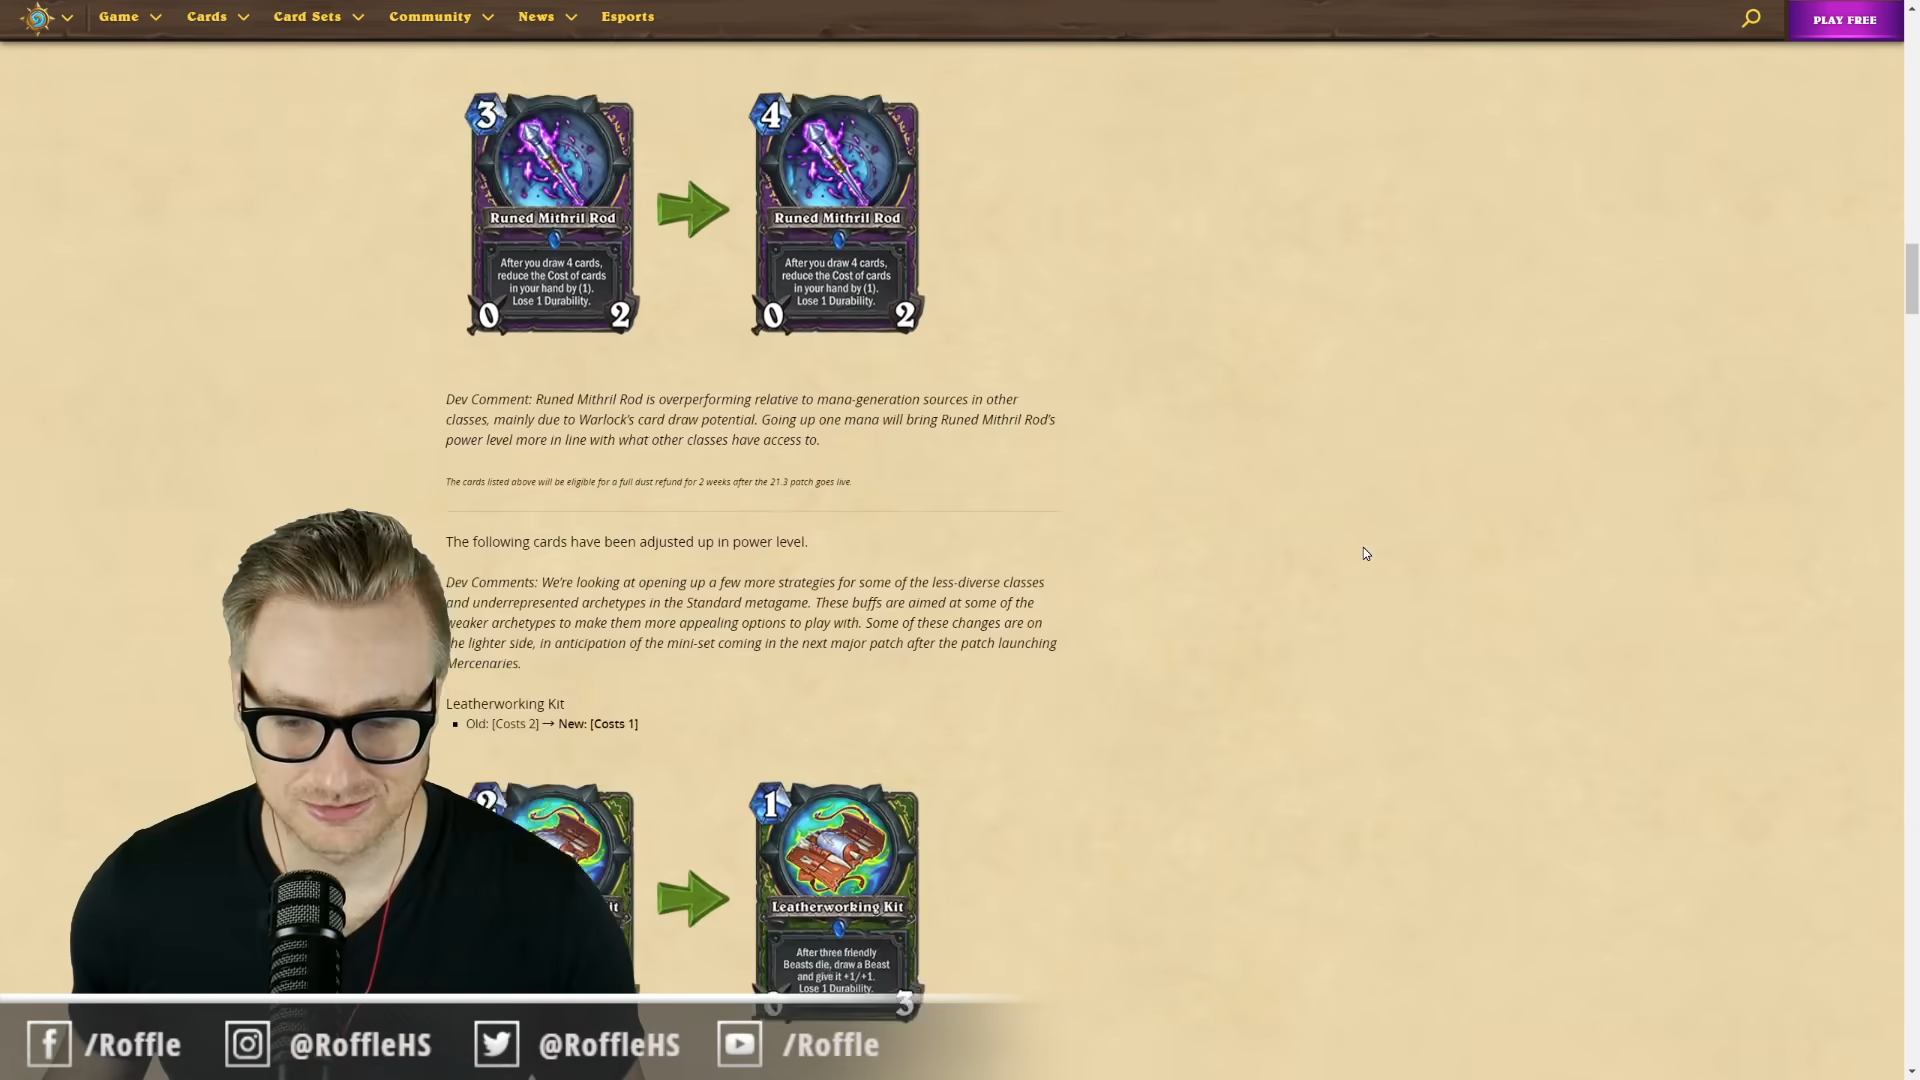 Game Cards Card Sets Community News Esports PLAY FREE
3 4
Runed Mithril Rod Runed Mithril Rod
After you draw 4 cards, After you draw 4 cards,
reduce the Cost of cards reduce the Cost of cards
in your hand by (1). in your hand by (1).
Lose 1 Durability. Lose 1 Durability.
0 2 0 2
Dev Comment: Runed Mithril Rod is overperforming relative to mana-generation sources in other
classes, mainly due to Warlock's card draw potential. Going up one mana will bring Runed Mithril Rod's
power level more in line with what other classes have access to.
The cards listed above will be eligible for a full dust refund for 2 weeks after the 21.3 patch goes live.
The following cards have been adjusted up in power level.
Dev Comments: We're looking at opening up a few more strategies for some of the less-diverse classes
and underrepresented archetypes in the Standard metagame. These buffs are aimed at some of the
weaker archetypes to make them more appealing options to play with. Some of these changes are on
the lighter side, in anticipation of the mini-set coming in the next major patch after the patch launching
Mercenaries.
Leatherworking Kit
▪ Old: [Costs 2] → New: [Costs 1]
2 1
it Leatherworking Kit
After three friendly
Beasts die, draw a Beast
and give it +1/+1.
Lose 1 Durability.
0 3
/Roffle @RoffleHS @RoffleHS /Roffle